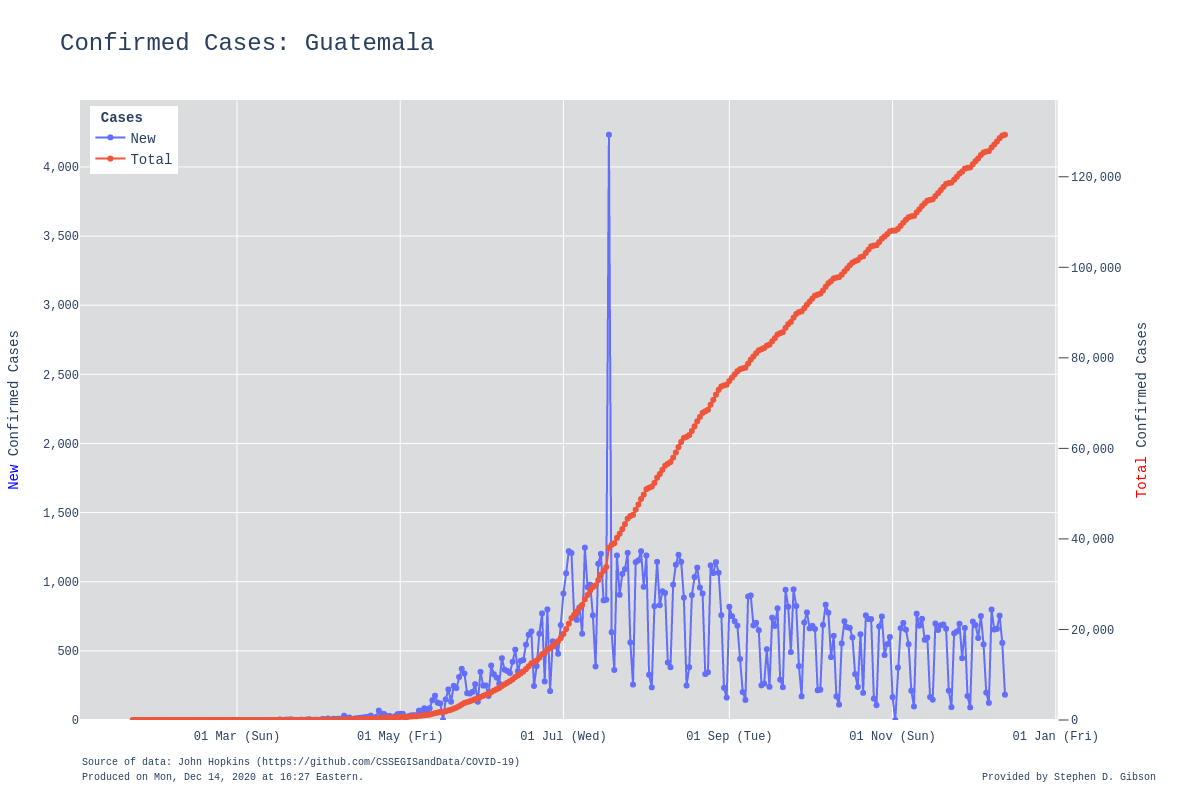 Confirmed Cases: Guatemala
Cases
New
Total
4,000
3,500
3,000
2,500
2,000
1,500
1,000
500
0
New Confirmed Cases
120,000
100,000
80,000
60,000
40,000
20,000
0
Total Confirmed Cases
01 Mar (Sun)
01 May (Fri)
01 Jul (Wed)
01 Sep (Tue)
01 Nov (Sun)
01 Jan (Fri)
Source of data: John Hopkins (https://github.com/CSSEGISandData/COVID-19)
Produced on Mon, Dec 14, 2020 at 16:27 Eastern.
Provided by Stephen D. Gibson